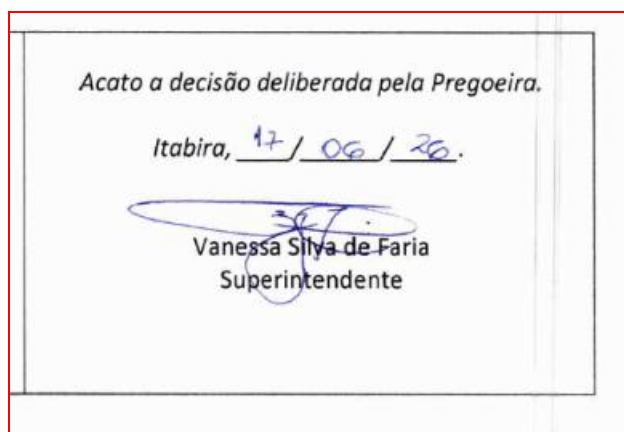 Acato a decisão deliberada pela Pregoeira.
Itabira, 17/ 06 / 26.
Vanessa Silva de Faria
Superintendente